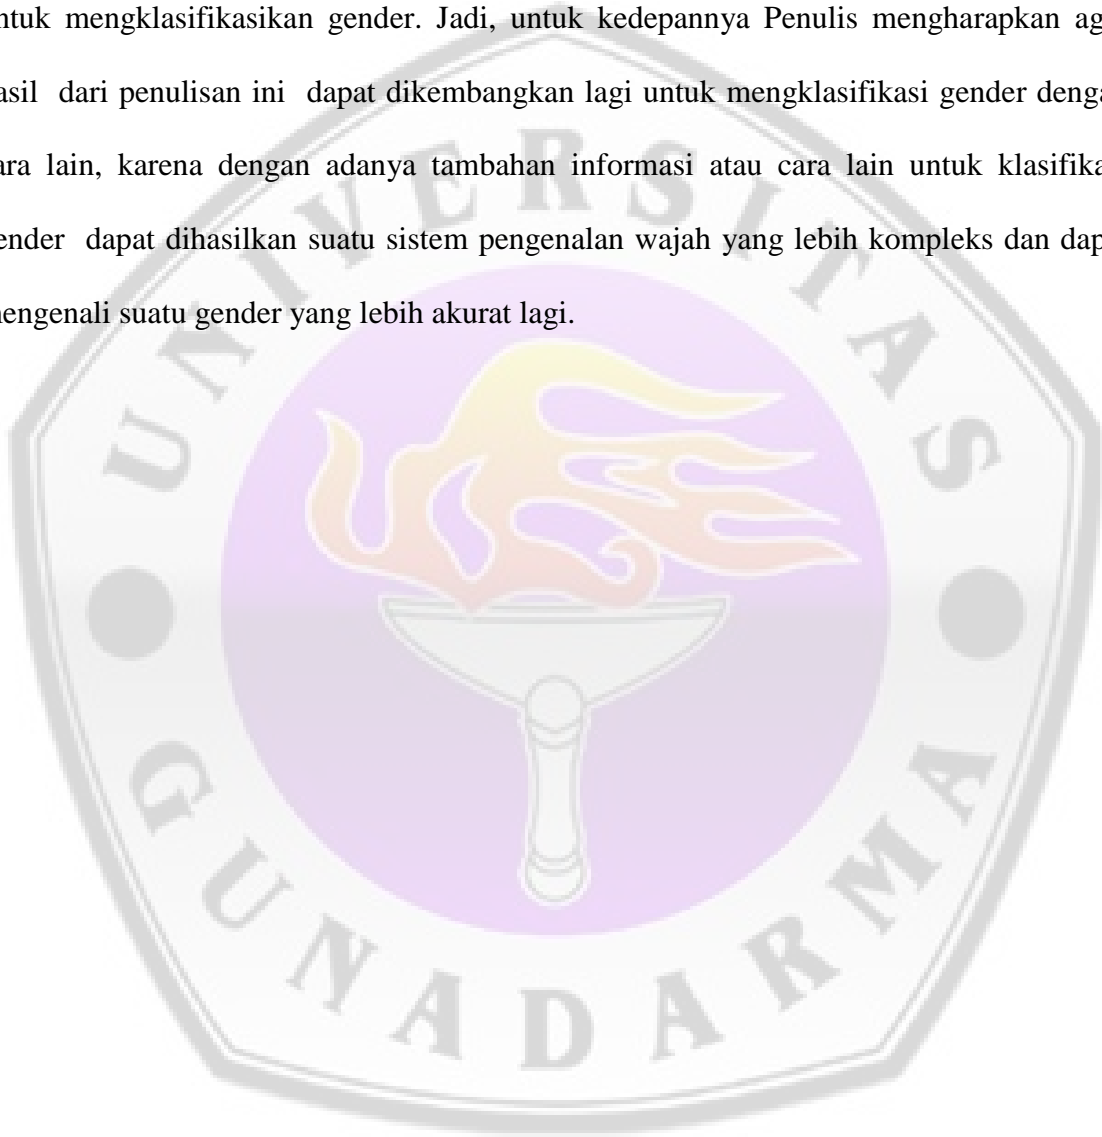 ntuk mengklasifikasikan gender. Jadi, untuk kedepannya Penulis mengharapkan ag
asil dari penulisan ini dapat dikembangkan lagi untuk mengklasifikasi gender denga
ara lain, karena dengan adanya tambahan informasi atau cara lain untuk klasifika
ender dapat dihasilkan suatu sistem pengenalan wajah yang lebih kompleks dan dap
mengenali suatu gender yang lebih akurat lagi.
UNIVERSITAS
GUNADARMA